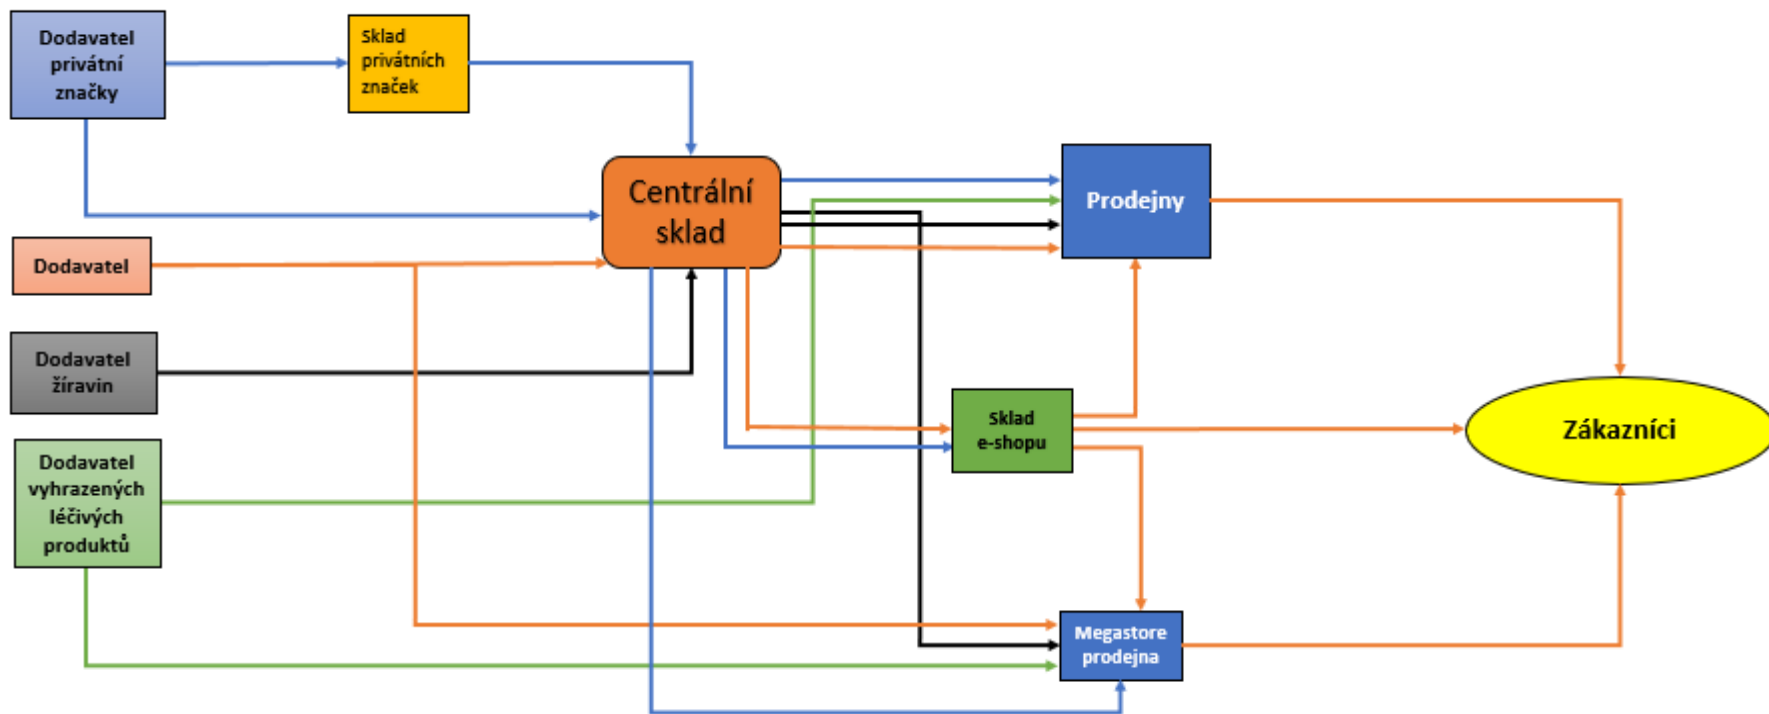 Dodavatel
privátní
značky
Sklad
privátních
značek
Centrální
sklad
Prodejny
Dodavatel
Dodavatel
žíravin
Sklad
e-shopu
Zákazníci
Dodavatel
vyhrazených
léčivých
produktů
Megastore
prodejna